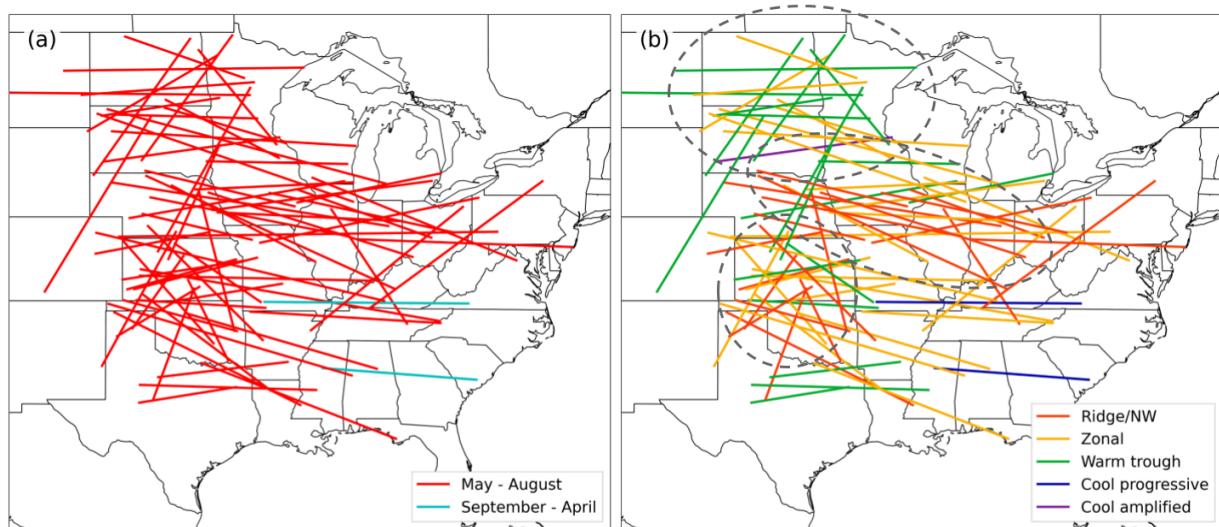 (a)
May - August
September - April
(b)
Ridge/NW
Zonal
Warm trough
Cool progressive
Cool amplified